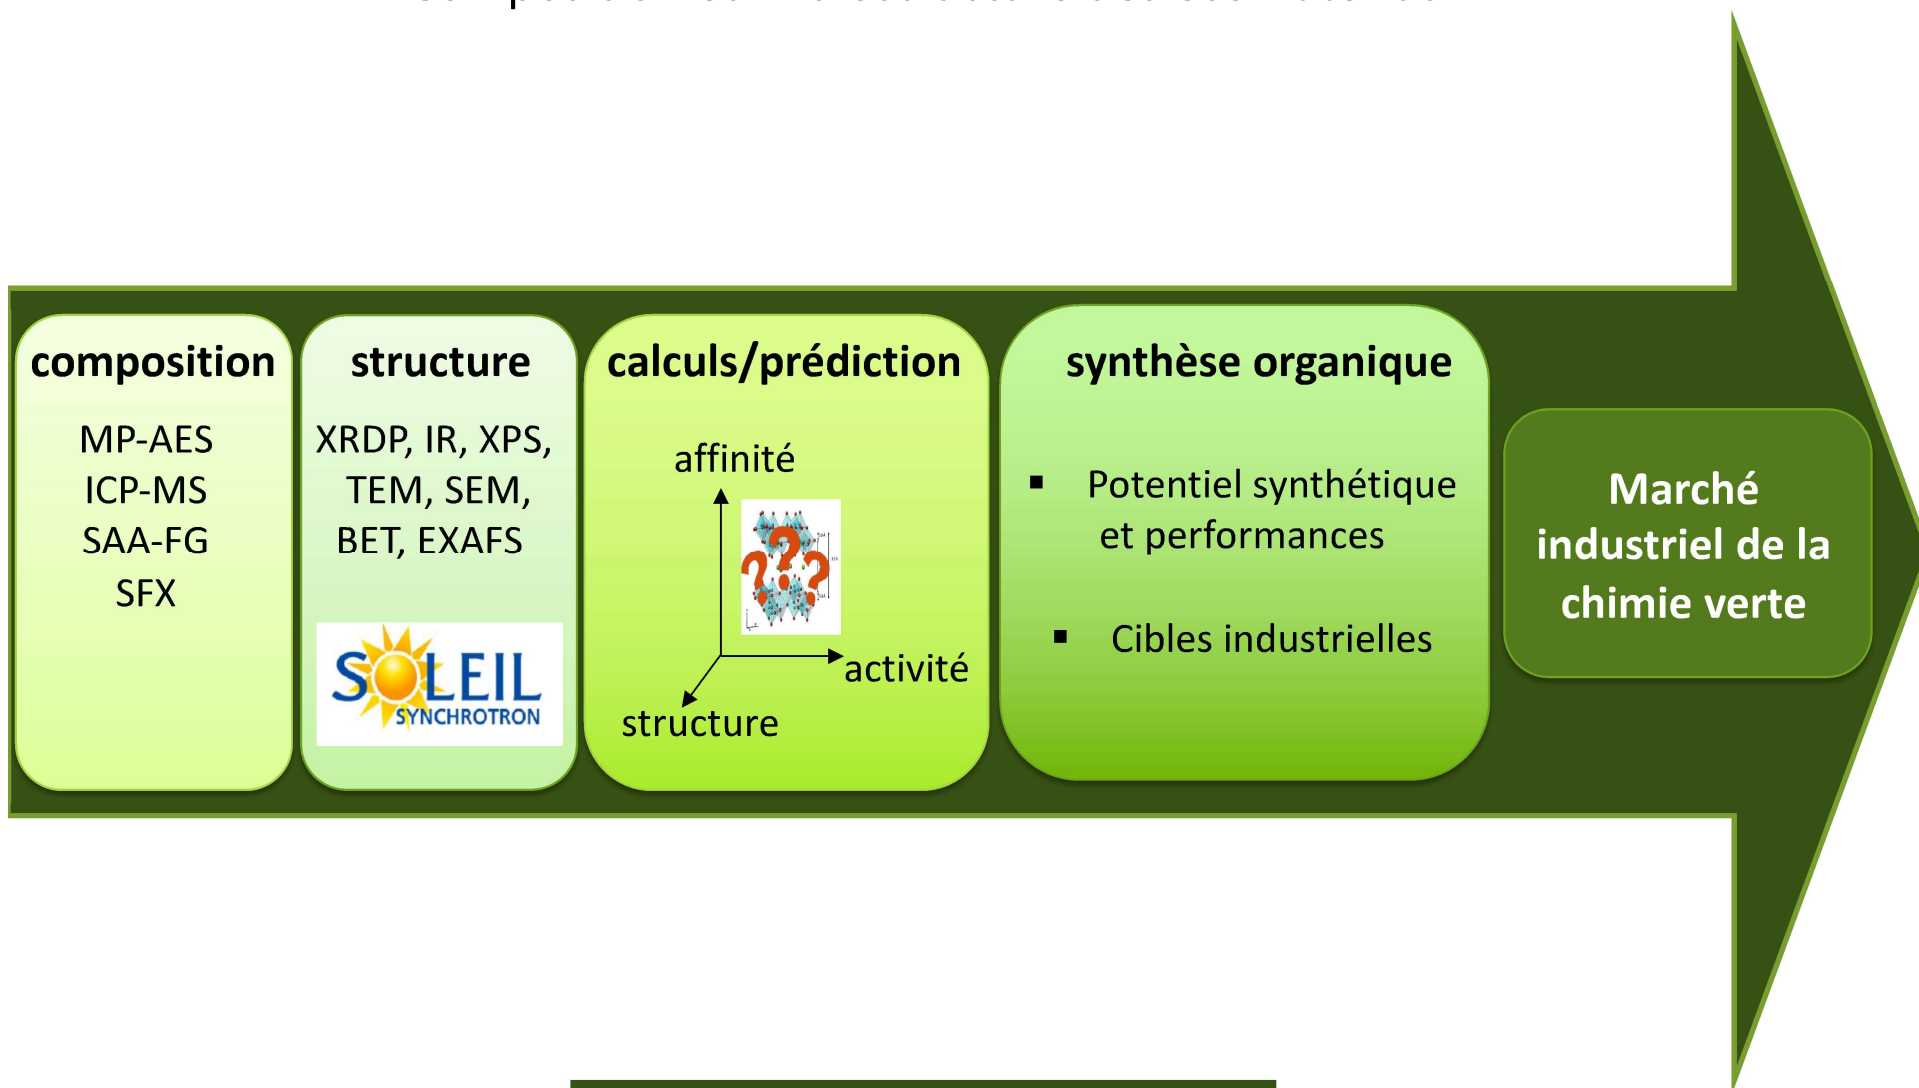 composition
MP-AES
ICP-MS
SAA-FG
SFX
structure
XRDP, IR, XPS,
TEM, SEM,
BET, EXAFS
SOLEIL
SYNCHROTRON
calculs/prédiction
affinité
? ? ?
activité
structure
synthèse organique
▪ Potentiel synthétique
et performances
▪ Cibles industrielles
Marché
industriel de la
chimie verte